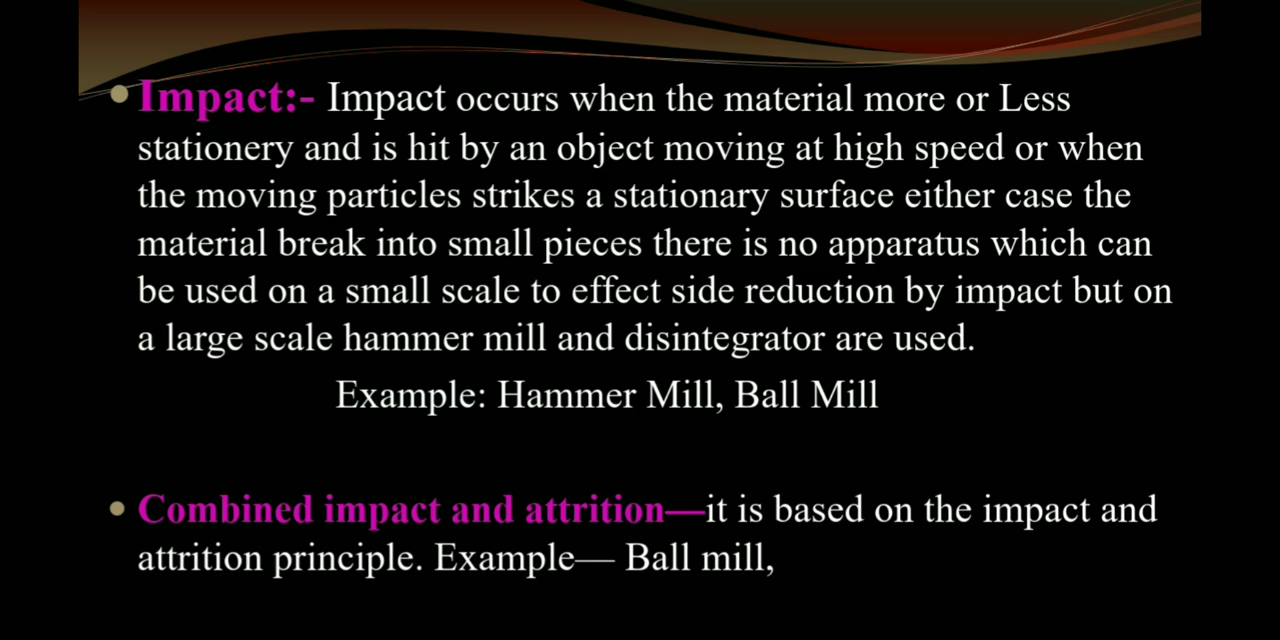 • Impact:- Impact occurs when the material more or Less
stationery and is hit by an object moving at high speed or when
the moving particles strikes a stationary surface either case the
material break into small pieces there is no apparatus which can
be used on a small scale to effect side reduction by impact but on
a large scale hammer mill and disintegrator are used.
Example: Hammer Mill, Ball Mill
• Combined impact and attrition—it is based on the impact and
attrition principle. Example— Ball mill,